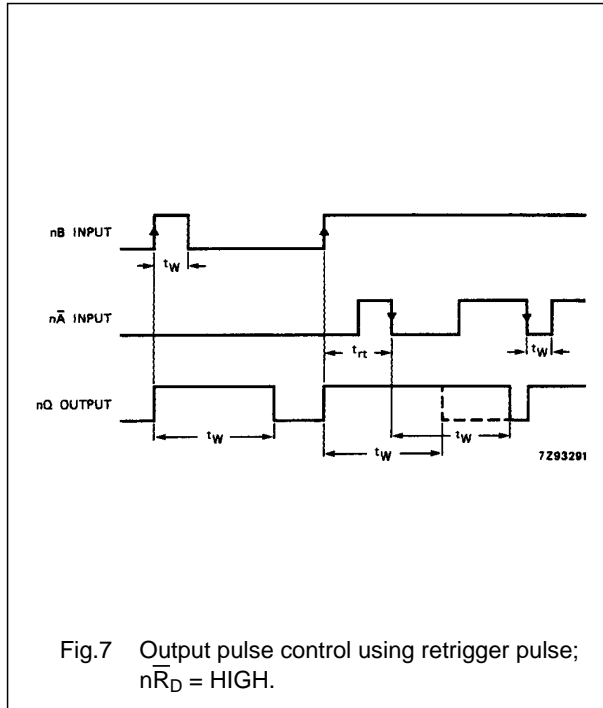 nB INPUT
tW
nA̅ INPUT
trt
tW
nQ OUTPUT
tW
tW
tW
7Z93291
Fig.7 Output pulse control using retrigger pulse;
nR̅D = HIGH.